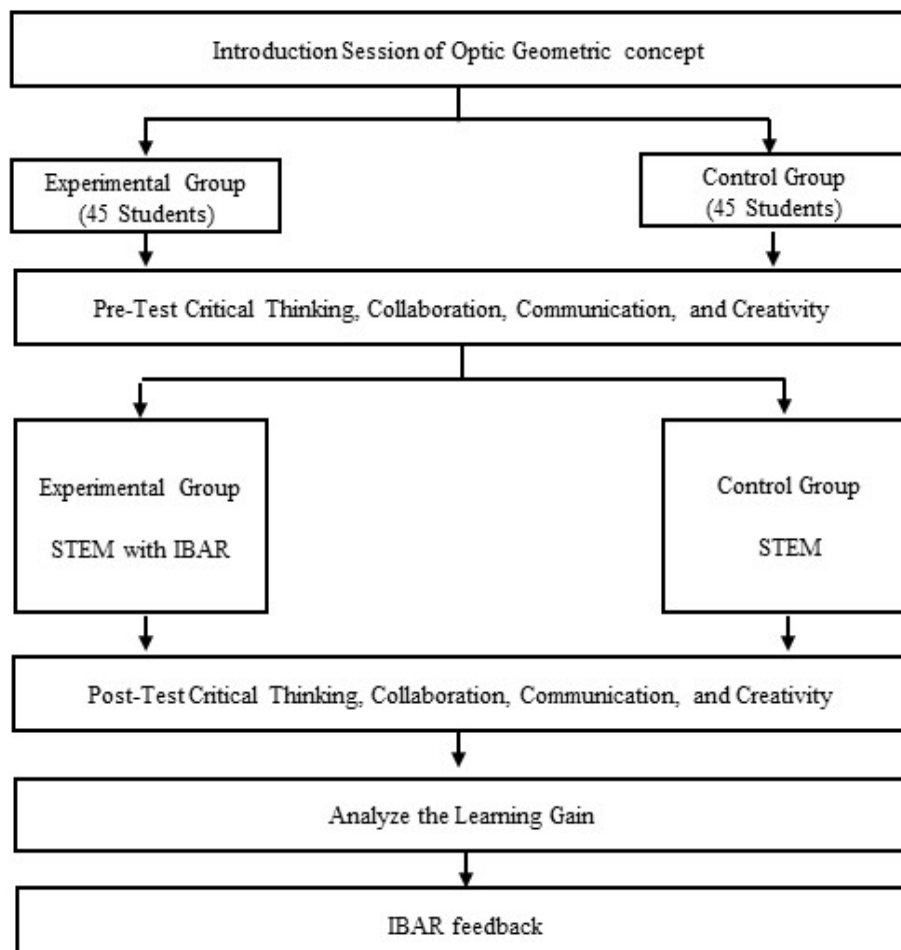 Introduction Session of Optic Geometric concept
Experimental Group
(45 Students)
Control Group
(45 Students)
Pre-Test Critical Thinking, Collaboration, Communication, and Creativity
Experimental Group
STEM with IBAR
Control Group
STEM
Post-Test Critical Thinking, Collaboration, Communication, and Creativity
Analyze the Learning Gain
IBAR feedback